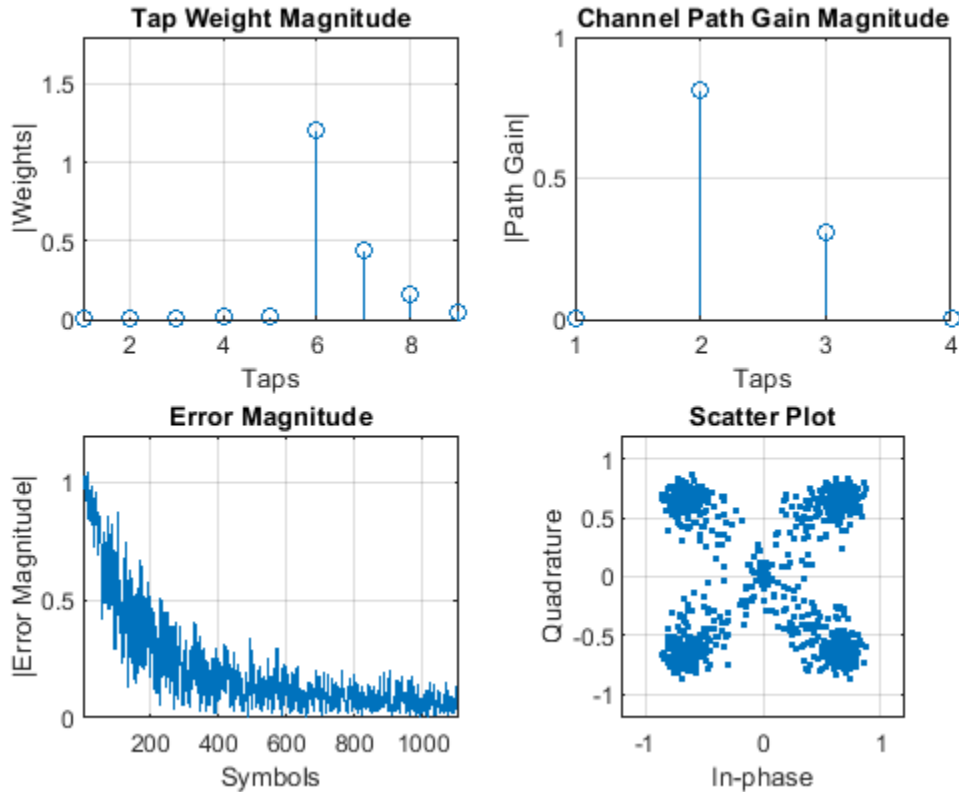 Tap Weight Magnitude
|Weights|
1.5
1
0.5
0
2 4 6 8
Taps
Channel Path Gain Magnitude
|Path Gain|
1
0.5
0
1 2 3 4
Taps
Error Magnitude
|Error Magnitude|
1
0.5
0
200 400 600 800 1000
Symbols
Scatter Plot
Quadrature
1
0.5
0
-0.5
-1
-1 0 1
In-phase